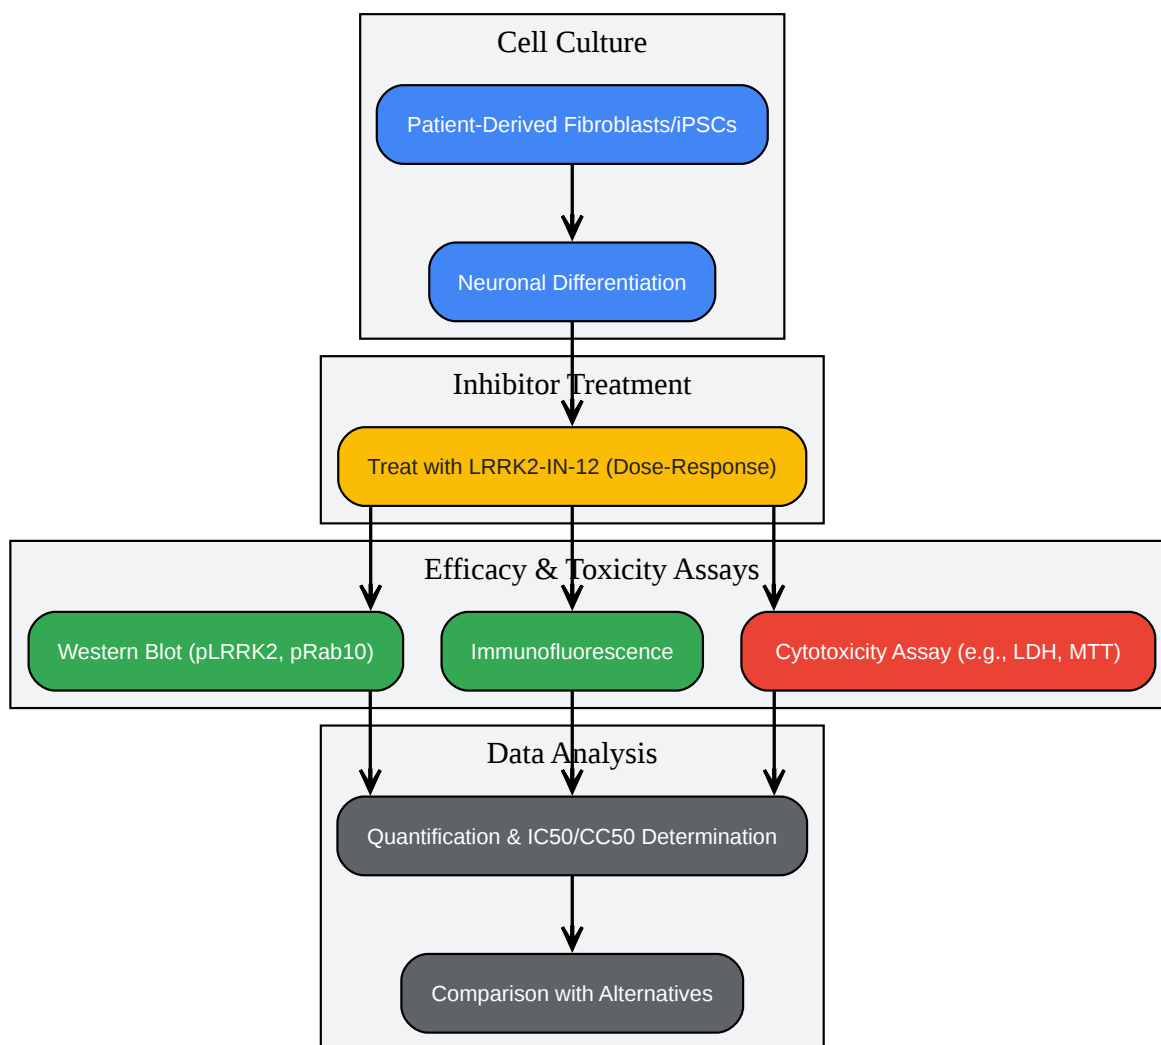 Cell Culture
Patient-Derived Fibroblasts/iPSCs
Neuronal Differentiation
Inhibitor Treatment
Treat with LRRK2-IN-12 (Dose-Response)
Efficacy & Toxicity Assays
Western Blot (pLRRK2, pRab10)
Immunofluorescence
Cytotoxicity Assay (e.g., LDH, MTT)
Data Analysis
Quantification & IC50/CC50 Determination
Comparison with Alternatives